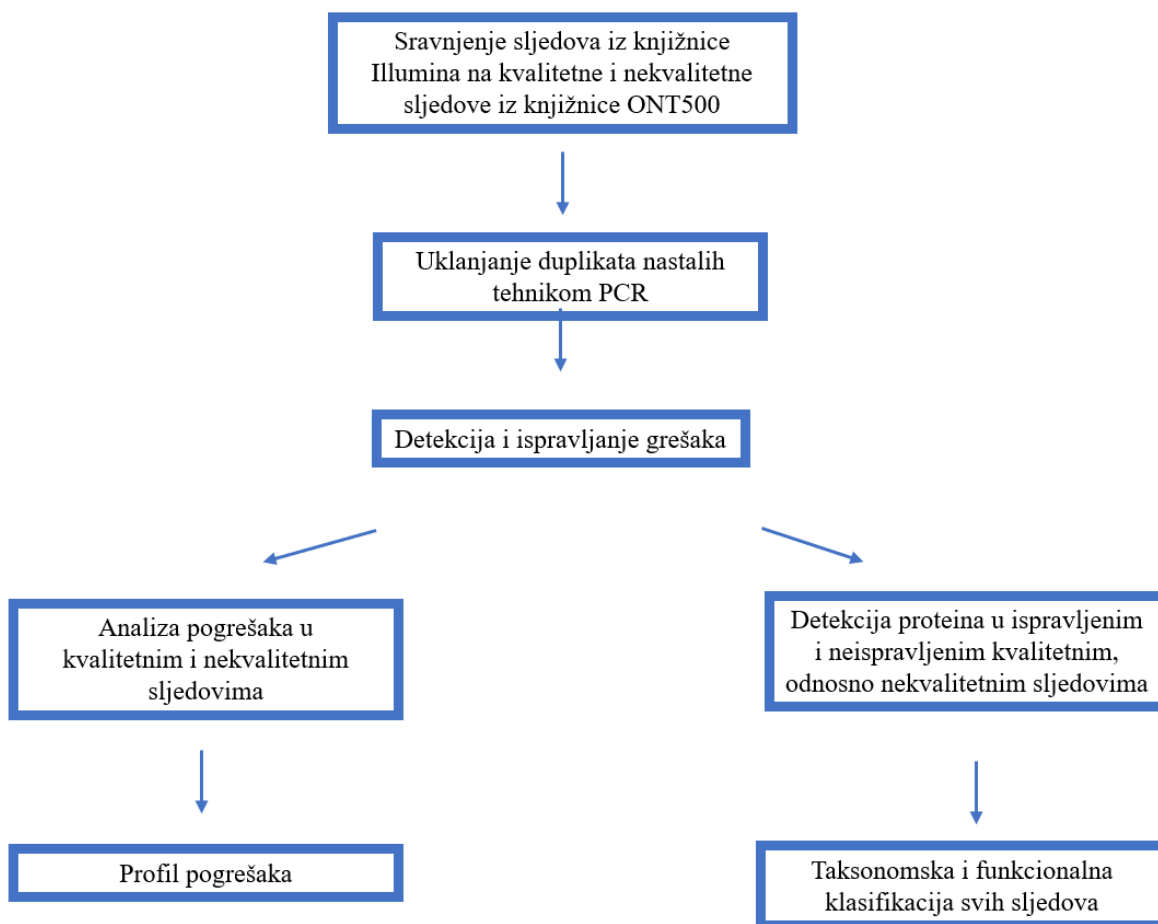 Sravnjenje sljedova iz knjižnice
Illumina na kvalitetne i nekvalitetne
sljedove iz knjižnice ONT500
Uklanjanje duplikata nastalih
tehnikom PCR
Detekcija i ispravljanje grešaka
Analiza pogrešaka u
kvalitetnim i nekvalitetnim
sljedovima
Detekcija proteina u ispravljenim
i neispravljenim kvalitetnim,
odnosno nekvalitetnim sljedovima
Profil pogrešaka
Taksonomska i funkcionalna
klasifikacija svih sljedova